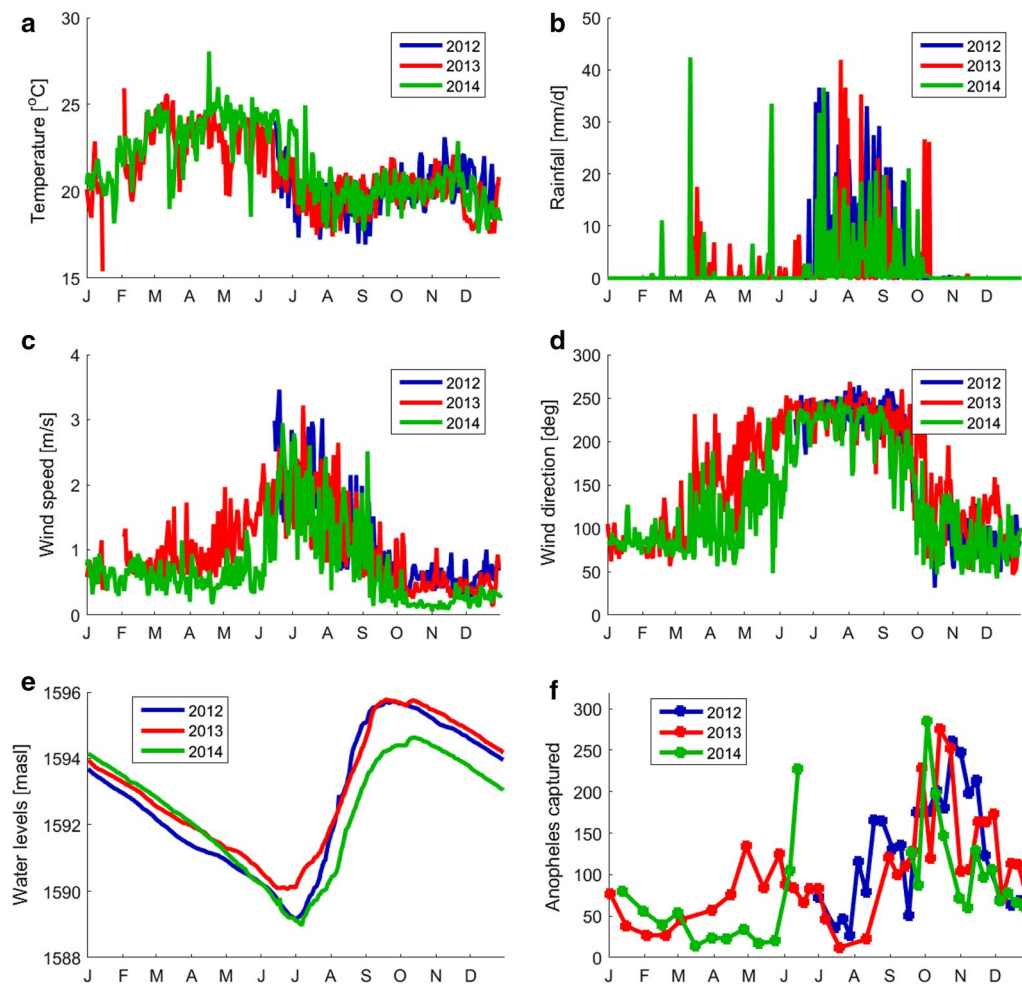 a
30
25
20
15
Temperature [°C]
2012
2013
2014
J F M A M J J A S O N D
b
50
40
30
20
10
0
Rainfall [mm/d]
2012
2013
2014
J F M A M J J A S O N D
c
4
3
2
1
0
Wind speed [m/s]
2012
2013
2014
J F M A M J J A S O N D
d
300
250
200
150
100
50
0
Wind direction [deg]
2012
2013
2014
J F M A M J J A S O N D
e
1596
1594
1592
1590
1588
Water levels [masl]
2012
2013
2014
J F M A M J J A S O N D
f
300
250
200
150
100
50
0
Anopheles captured
2012
2013
2014
J F M A M J J A S O N D